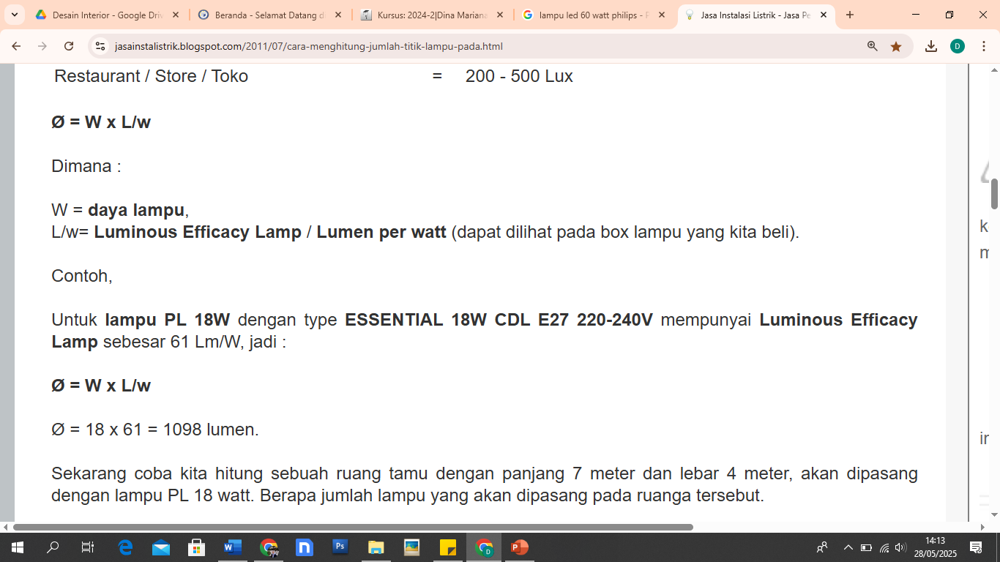 Desain Interior - Google Driv
Beranda - Selamat Datang d
Kursus: 2024-2|Dina Mariana
lampu led 60 watt philips - P
Jasa Instalasi Listrik - Jasa Pe
jasainstalistrik.blogspot.com/2011/07/cara-menghitung-jumlah-titik-lampu-pada.html
D
Restaurant / Store / Toko = 200 - 500 Lux
Ø = W x L/w
Dimana :
W = daya lampu,
L/w= Luminous Efficacy Lamp / Lumen per watt (dapat dilihat pada box lampu yang kita beli).
Contoh,
Untuk lampu PL 18W dengan type ESSENTIAL 18W CDL E27 220-240V mempunyai Luminous Efficacy
Lamp sebesar 61 Lm/W, jadi :
Ø = W x L/w
Ø = 18 x 61 = 1098 lumen.
Sekarang coba kita hitung sebuah ruang tamu dengan panjang 7 meter dan lebar 4 meter, akan dipasang
dengan lampu PL 18 watt. Berapa jumlah lampu yang akan dipasang pada ruanga tersebut.
14:13
28/05/2025